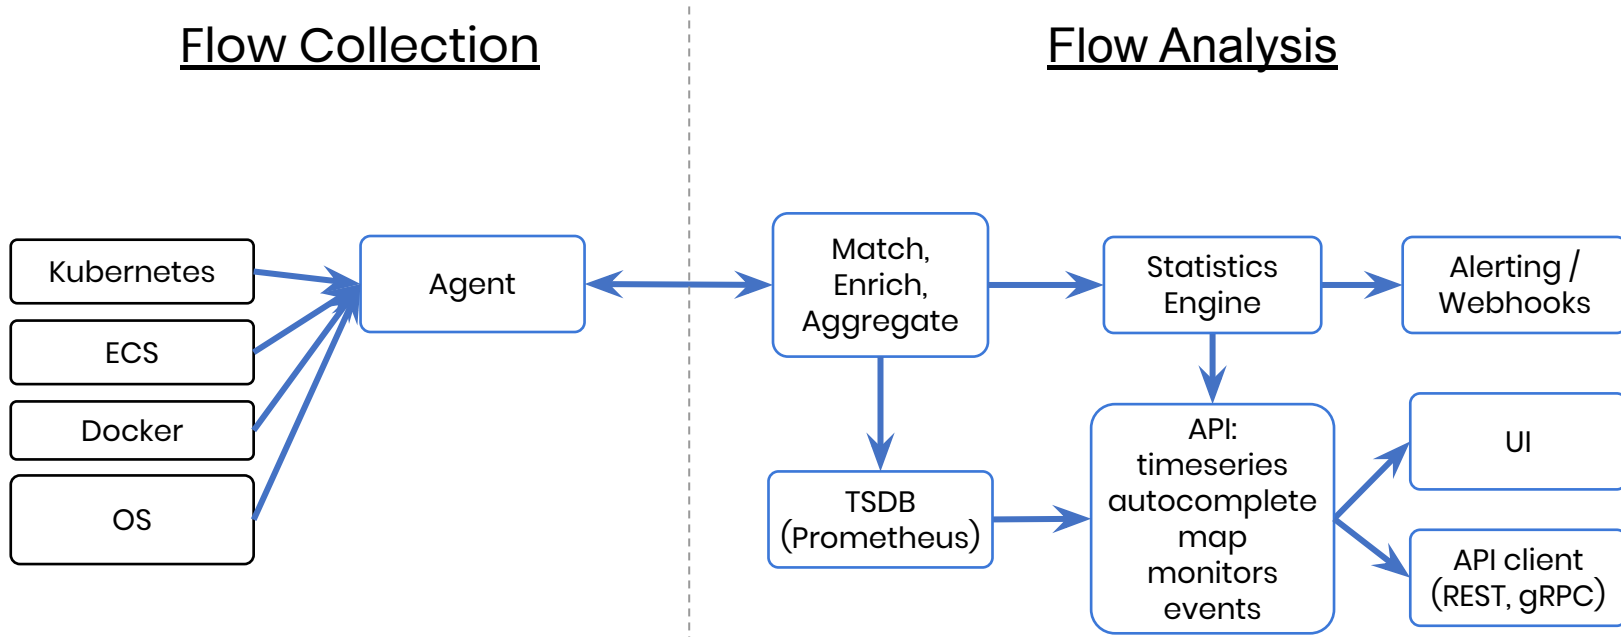 Flow Collection
Flow Analysis
Kubernetes
ECS
Docker
OS
Agent
Match,
Enrich,
Aggregate
Statistics
Engine
Alerting /
Webhooks
TSDB
(Prometheus)
API:
timeseries
autocomplete
map
monitors
events
UI
API client
(REST, gRPC)